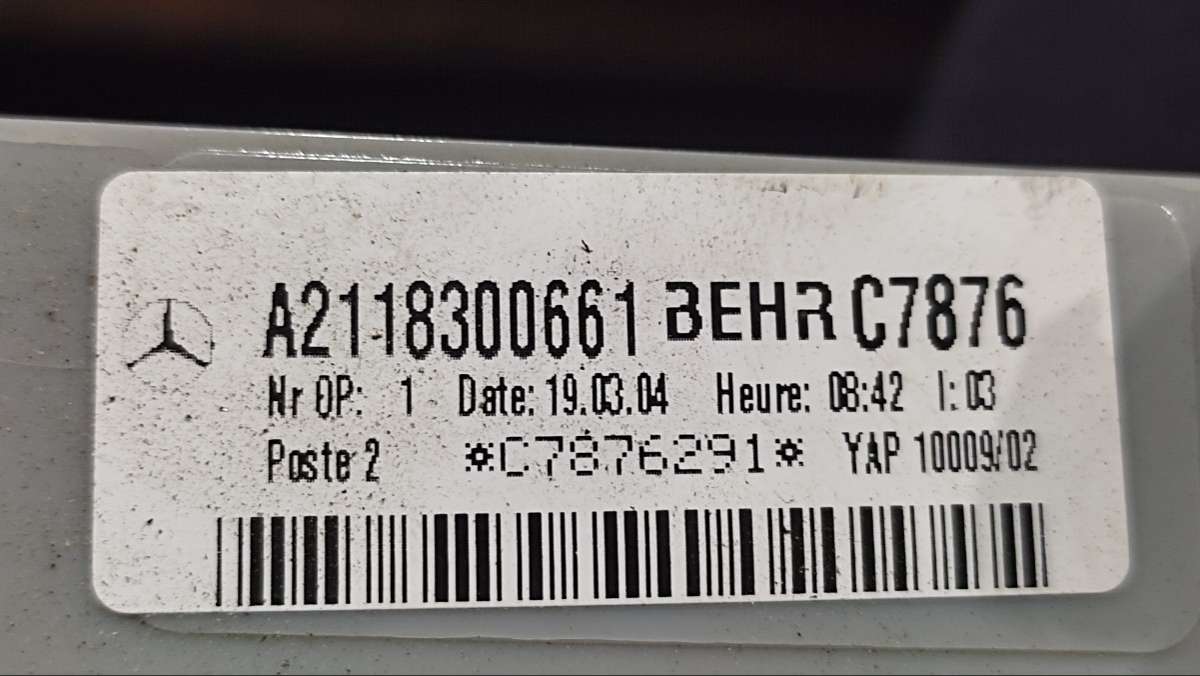 A2118300661 BEHR C7876
Nr OP: 1 Date: 19.03.04 Heure: 08:42 I: 03
Poste 2 *C7876291* YAP 10009/02